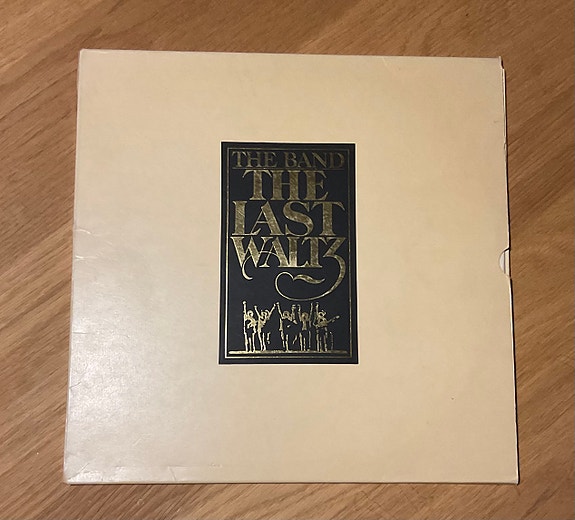 THE BAND
THE
LAST
WALTZ